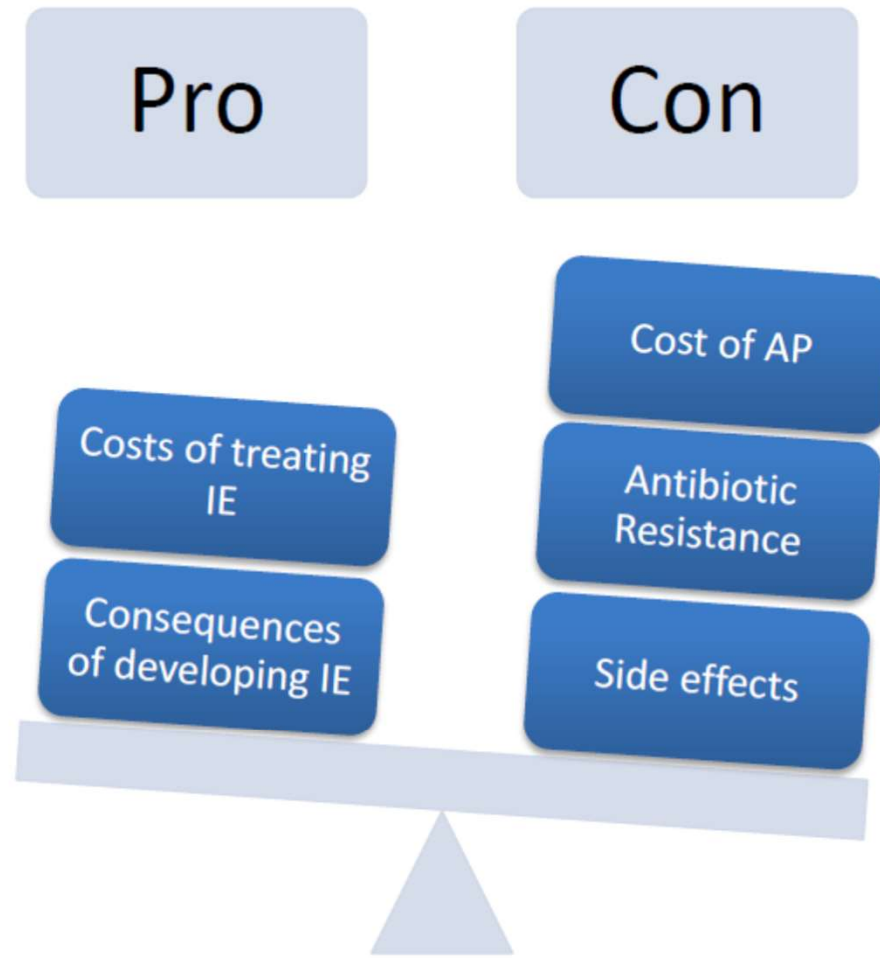 Pro
Con
Costs of treating
IE
Consequences
of developing IE
Cost of AP
Antibiotic
Resistance
Side effects